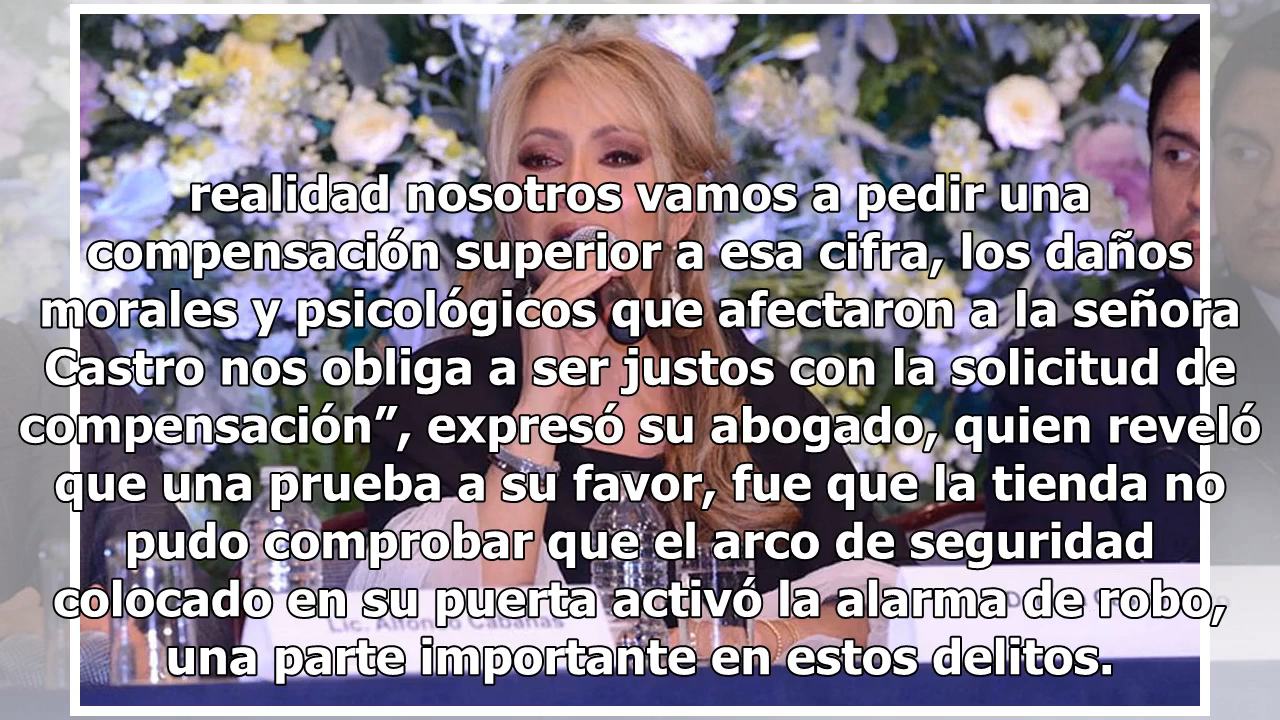 realidad nosotros vamos a pedir una
compensación superior a esa cifra, los daños
morales y psicológicos que afectaron a la señora
Castro nos obliga a ser justos con la solicitud de
compensación”, expresó su abogado, quien reveló
que una prueba a su favor, fue que la tienda no
pudo comprobar que el arco de seguridad
colocado en su puerta activó la alarma de robo,
Lic. Alfonso Cabanas
una parte importante en estos delitos.